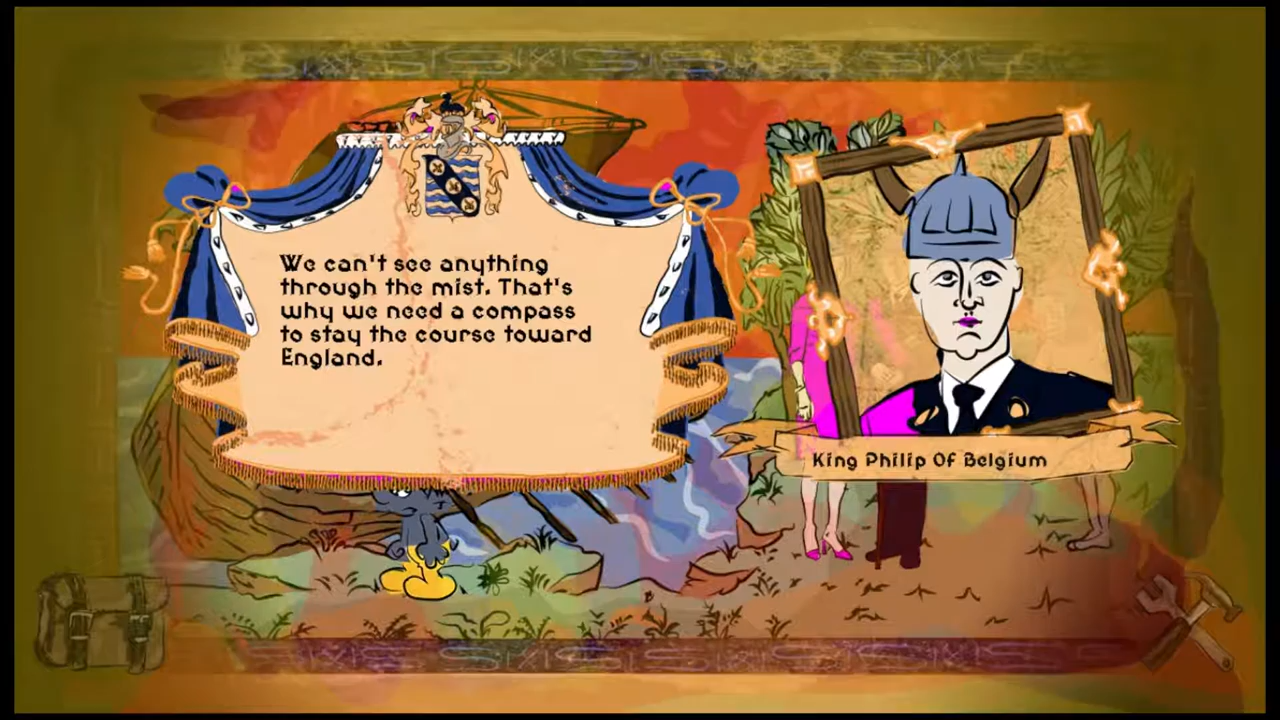 We can't see anything
through the mist. That's
why we need a compass
to stay the course toward
England.
King Philip Of Belgium